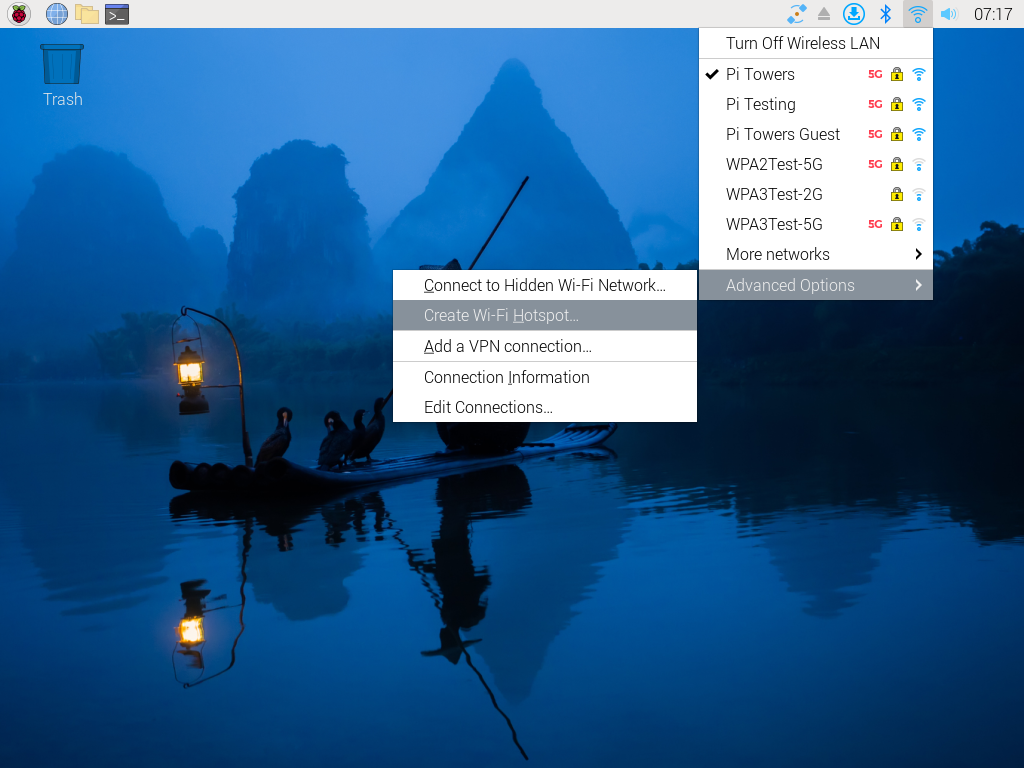 07:17
Trash
Turn Off Wireless LAN
Pi Towers 5G
Pi Testing 5G
Pi Towers Guest 5G
WPA2Test-5G 5G
WPA3Test-2G
WPA3Test-5G 5G
More networks
Advanced Options
Connect to Hidden Wi-Fi Network...
Create Wi-Fi Hotspot...
Add a VPN connection...
Connection Information
Edit Connections...